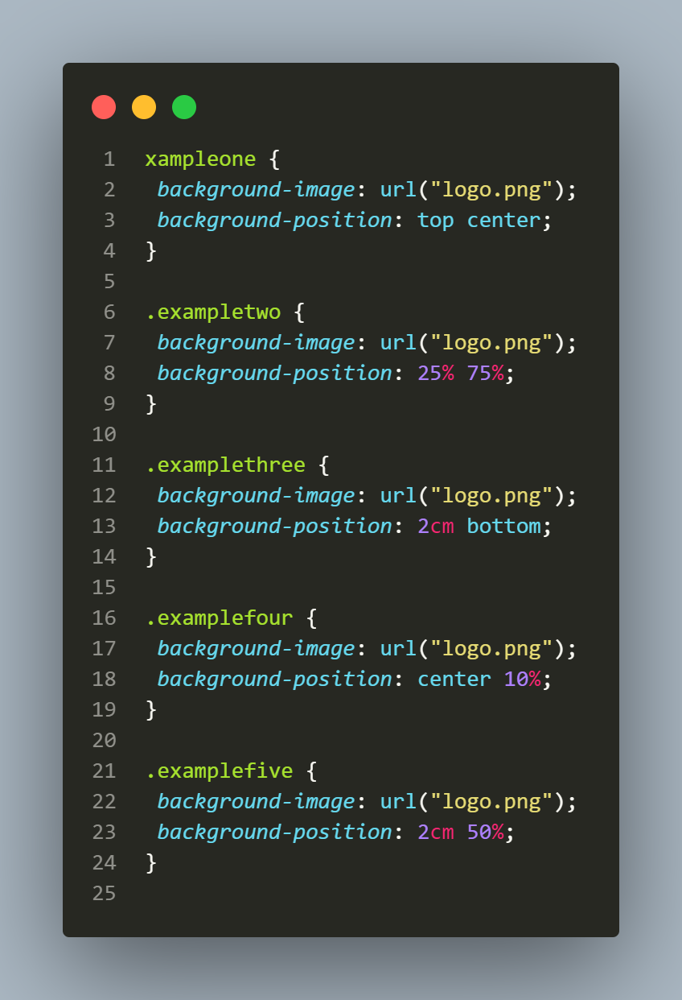 1 xampleone {
2 background-image: url("logo.png");
3 background-position: top center;
4 }
5
6 .exampletwo {
7 background-image: url("logo.png");
8 background-position: 25% 75%;
9 }
10
11 .examplethree {
12 background-image: url("logo.png");
13 background-position: 2cm bottom;
14 }
15
16 .examplefour {
17 background-image: url("logo.png");
18 background-position: center 10%;
19 }
20
21 .examplefive {
22 background-image: url("logo.png");
23 background-position: 2cm 50%;
24 }
25